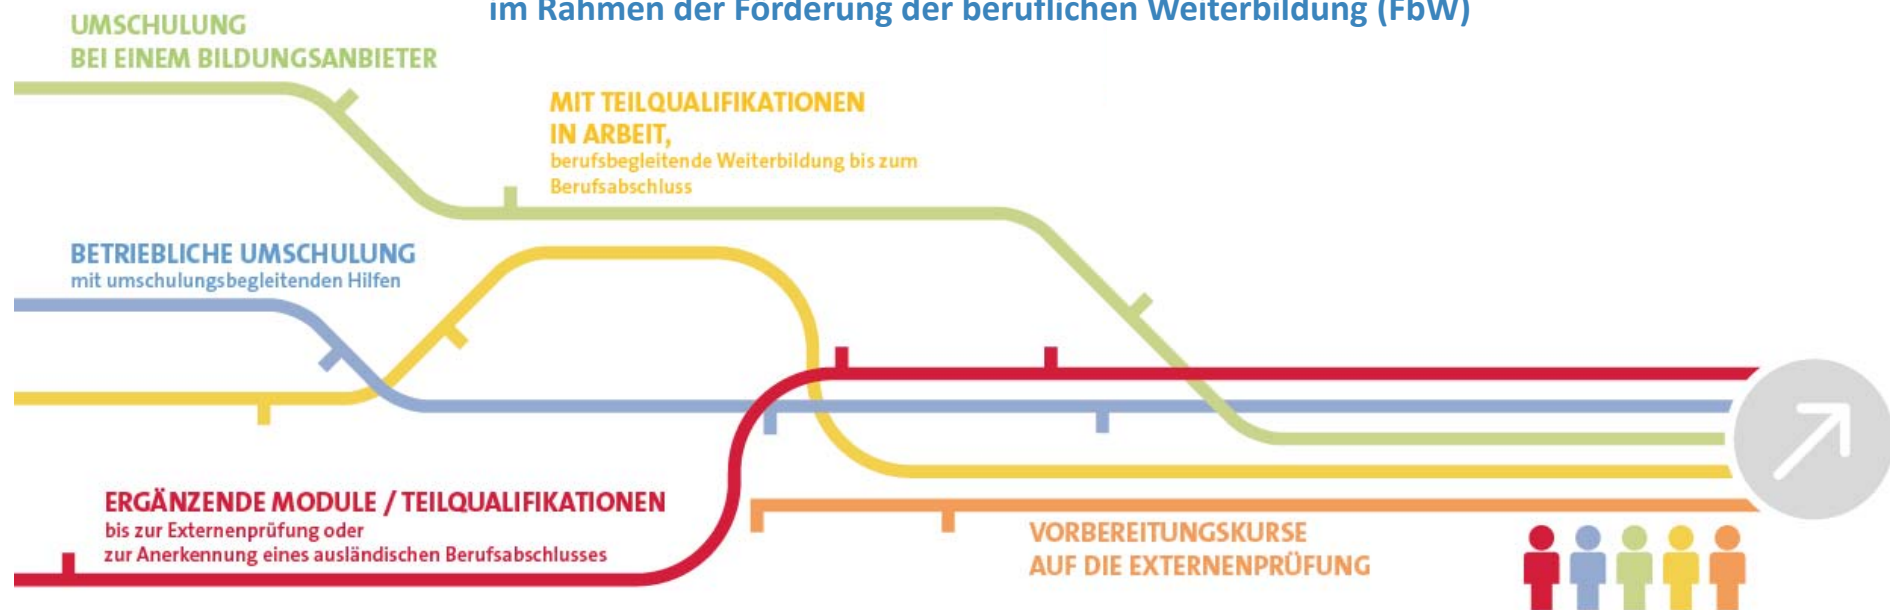 im Rahmen der Förderung der beruflichen Weiterbildung (FbW)
UMSCHULUNG
BEI EINEM BILDUNGSANBIETER
MIT TEILQUALIFIKATIONEN
IN ARBEIT,
berufsbegleitende Weiterbildung bis zum
Berufsabschluss
BETRIEBLICHE UMSCHULUNG
mit umschulungsbegleitenden Hilfen
ERGÄNZENDE MODULE / TEILQUALIFIKATIONEN
bis zur Externenprüfung oder
zur Anerkennung eines ausländischen Berufsabschlusses
VORBEREITUNGSKURSE
AUF DIE EXTERNENPRÜFUNG